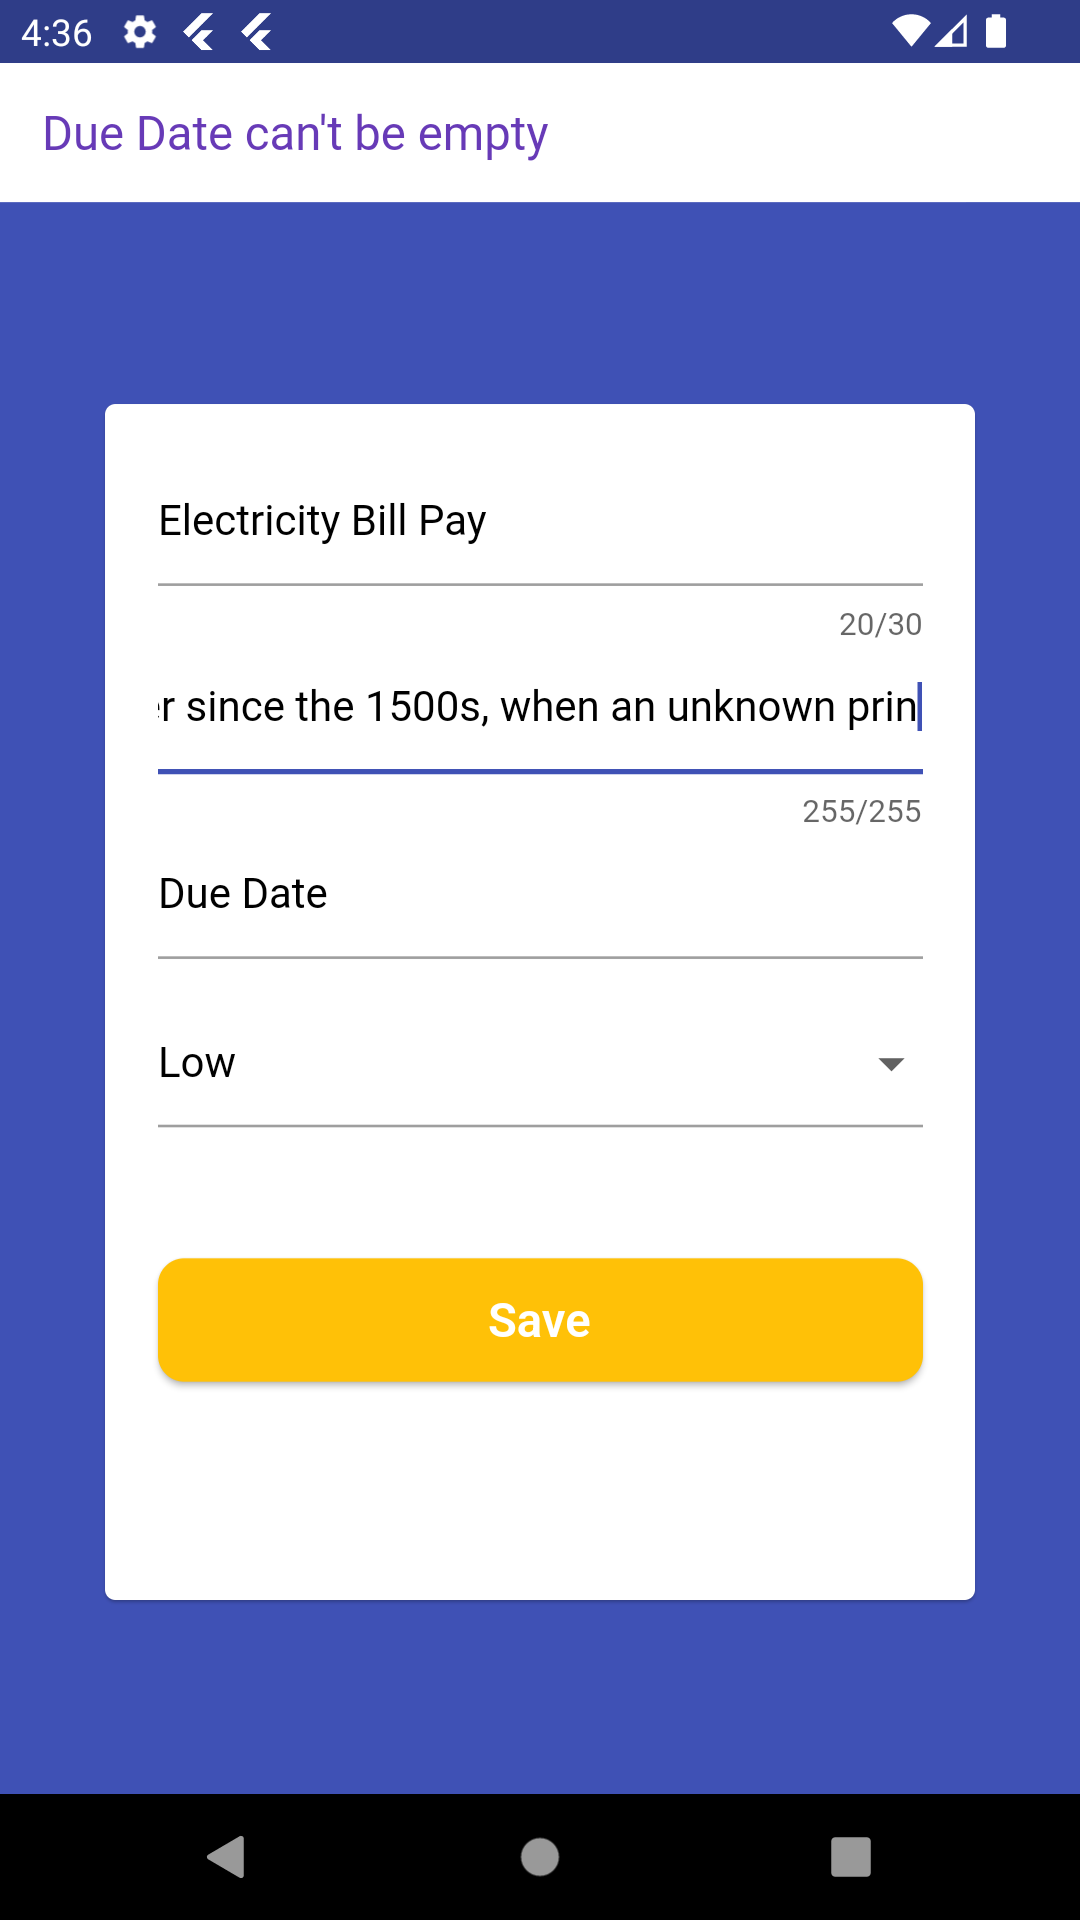 4:36
Due Date can't be empty
Electricity Bill Pay
20/30
r since the 1500s, when an unknown prin
255/255
Due Date
Low
Save